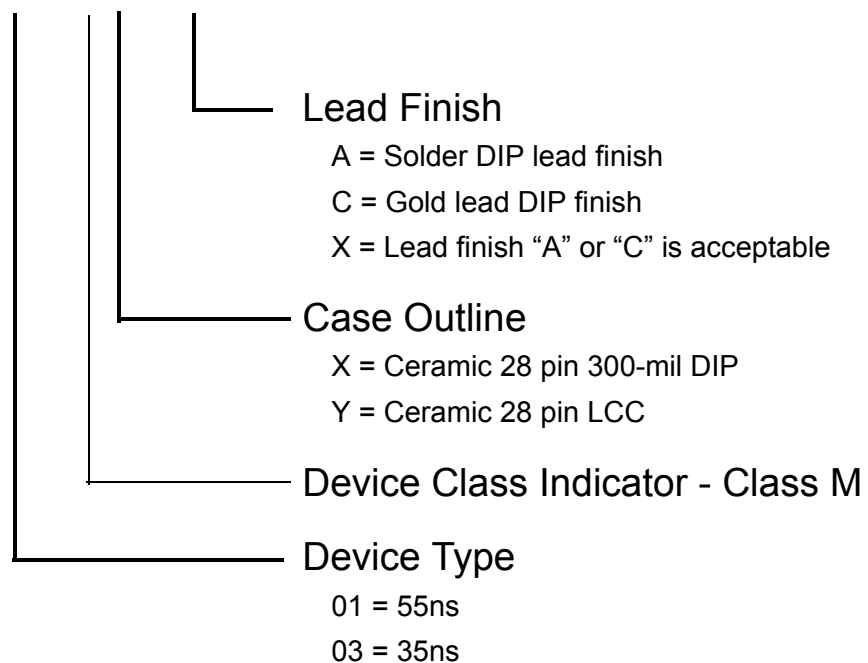 Lead Finish
A = Solder DIP lead finish
C = Gold lead DIP finish
X = Lead finish “A” or “C” is acceptable
Case Outline
X = Ceramic 28 pin 300-mil DIP
Y = Ceramic 28 pin LCC
Device Class Indicator - Class M
Device Type
01 = 55ns
03 = 35ns